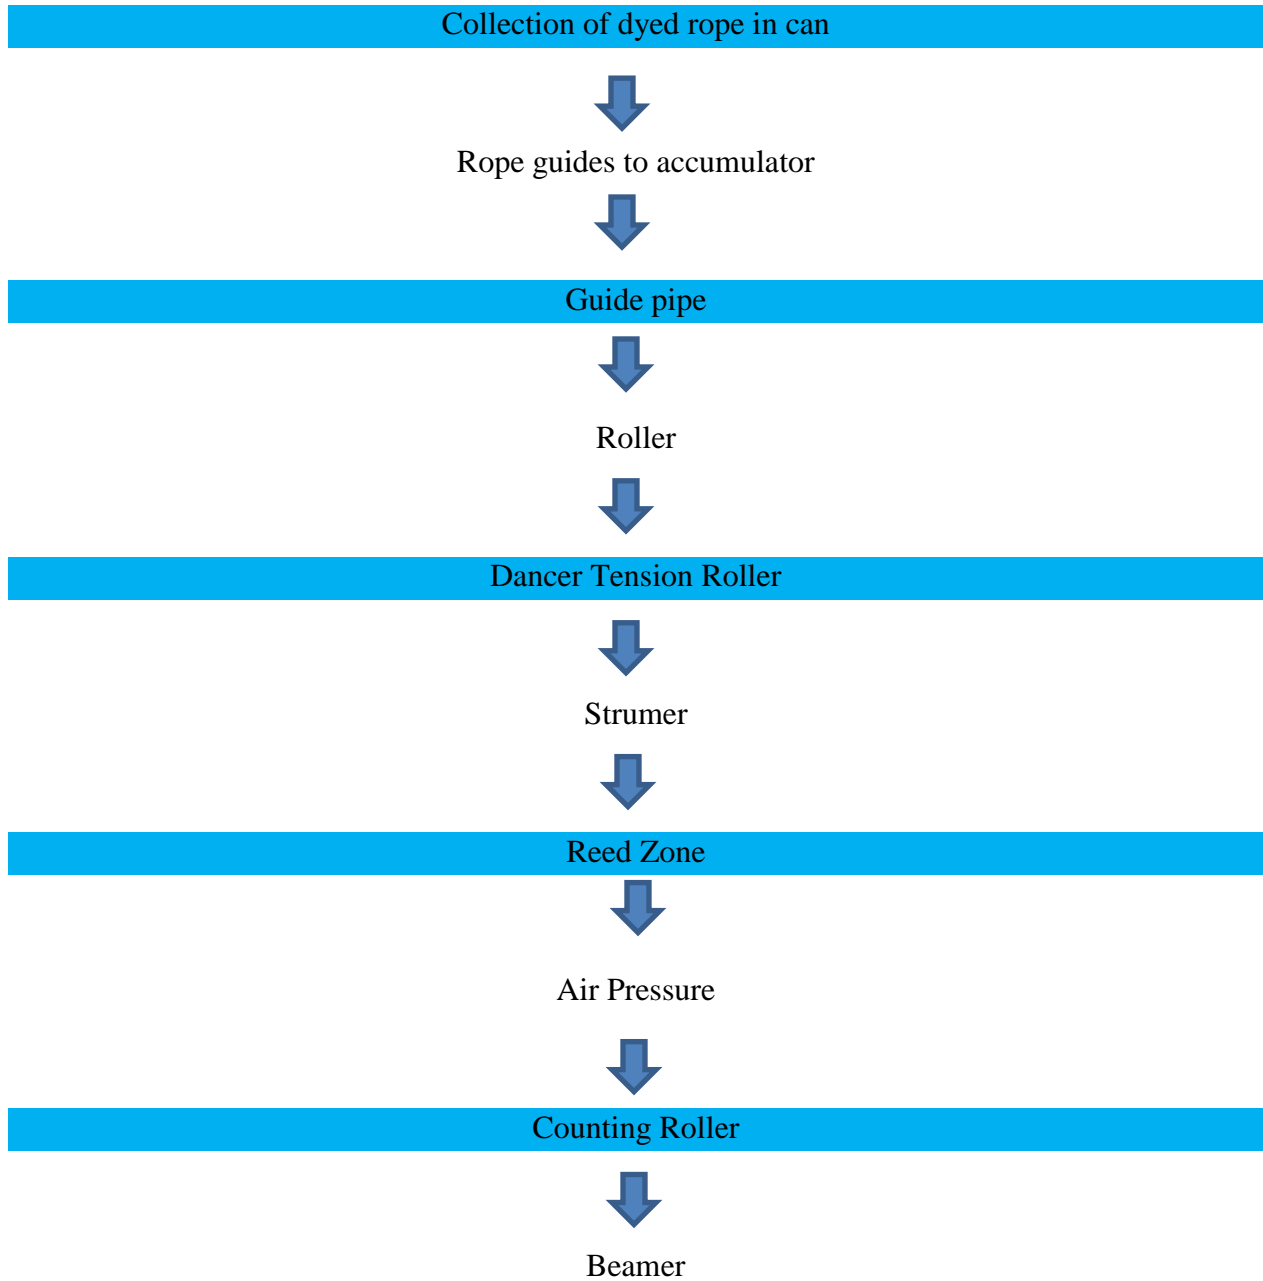 Collection of dyed rope in can
Rope guides to accumulator
Guide pipe
Roller
Dancer Tension Roller
Strumer
Reed Zone
Air Pressure
Counting Roller
Beamer